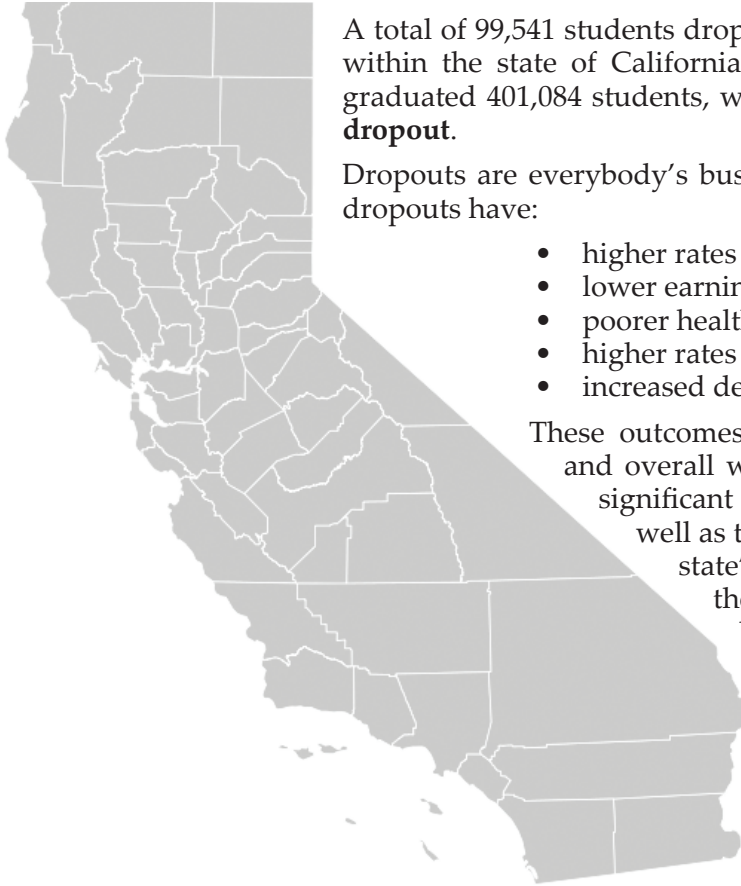 A total of 99,541 students drop
within the state of California
graduated 401,084 students, w
dropout.
Dropouts are everybody's bus
dropouts have:
• higher rates
• lower earnin
• poorer healt
• higher rates
• increased de
These outcomes
and overall w
significant
well as t
state'
the